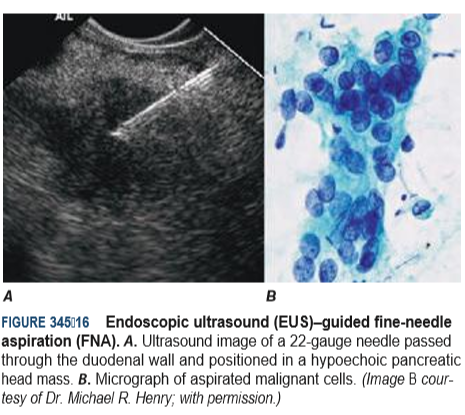 A/L
A
B
FIGURE 345▯16 Endoscopic ultrasound (EUS)–guided fine-needle
aspiration (FNA). A. Ultrasound image of a 22-gauge needle passed
through the duodenal wall and positioned in a hypoechoic pancreatic
head mass. B. Micrograph of aspirated malignant cells. (Image B cour-
tesy of Dr. Michael R. Henry; with permission.)